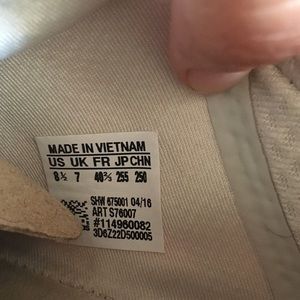 MADE IN VIETNAM
US UK FR JP CHN
8½ 7 40⅔ 255 250
SHW 675001 04/16
ART S76007
#114960082
3D6Z22D500005